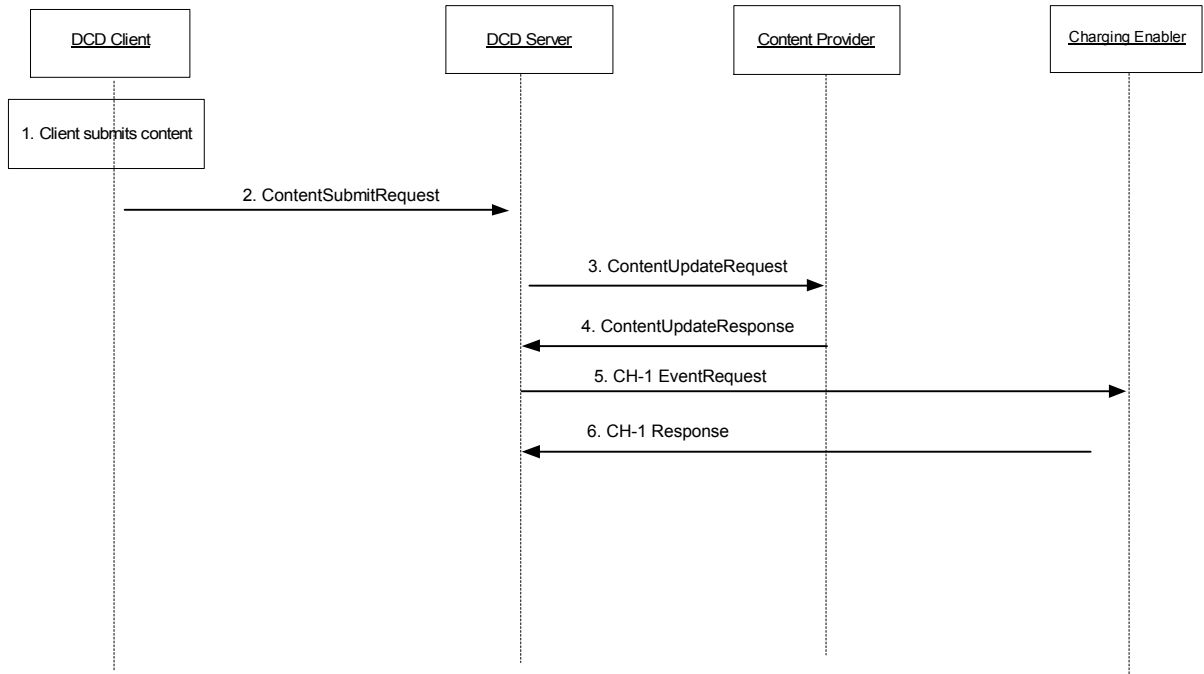 DCD Client
DCD Server
Content Provider
Charging Enabler
1. Client submits content
2. ContentSubmitRequest
3. ContentUpdateRequest
4. ContentUpdateResponse
5. CH-1 EventRequest
6. CH-1 Response